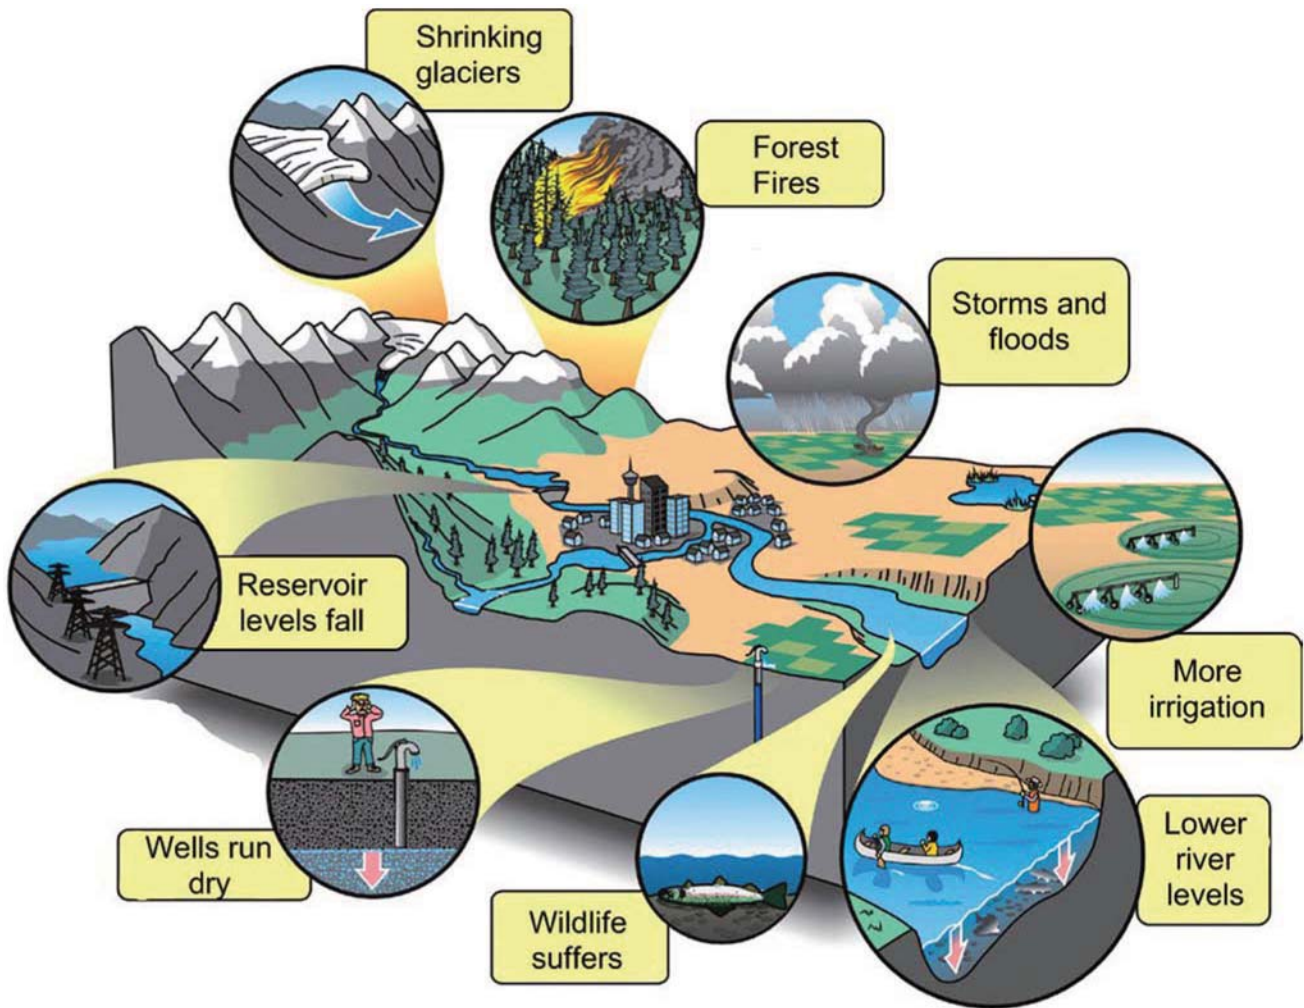 Shrinking
glaciers
Forest
Fires
Storms and
floods
Reservoir
levels fall
More
irrigation
Wells run
dry
Wildlife
suffers
Lower
river
levels